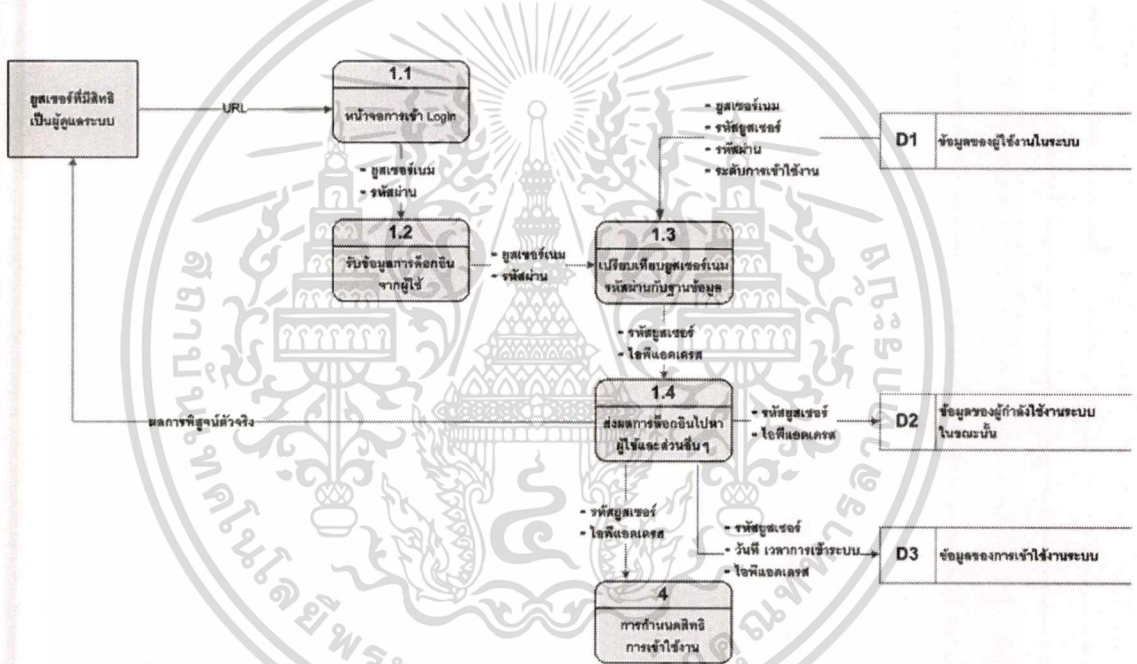 ยูสเซอร์ที่มีสิทธิ
เป็นผู้ดูแลระบบ
URL
1.1
หน้าจอการเข้า Login
- ยูสเซอร์เนม
- รหัสผ่าน
- ยูสเซอร์เนม
- รหัสยูสเซอร์
- รหัสผ่าน
- ระดับการเข้าใช้งาน
D1
ข้อมูลของผู้ใช้งานในระบบ
1.2
รับข้อมูลการล็อกอิน
จากผู้ใช้
- ยูสเซอร์เนม
- รหัสผ่าน
1.3
เปรียบเทียบยูสเซอร์เนม
รหัสผ่านกับฐานข้อมูล
- รหัสยูสเซอร์
- ไอพีแอดเดรส
1.4
ส่งผลการล็อกอินไปหา
ผู้ใช้และส่วนอื่นๆ
ผลการพิสูจน์ตัวจริง
- รหัสยูสเซอร์
- ไอพีแอดเดรส
D2
ข้อมูลของผู้กำลังใช้งานระบบ
ในขณะนั้น
- รหัสยูสเซอร์
- ไอพีแอดเดรส
- รหัสยูสเซอร์
- วันที่ เวลาการเข้าระบบ
- ไอพีแอดเดรส
D3
ข้อมูลของการเข้าใช้งานระบบ
4
การกำหนดสิทธิ
การเข้าใช้งาน
สถาบันเทคโนโลยีพระ